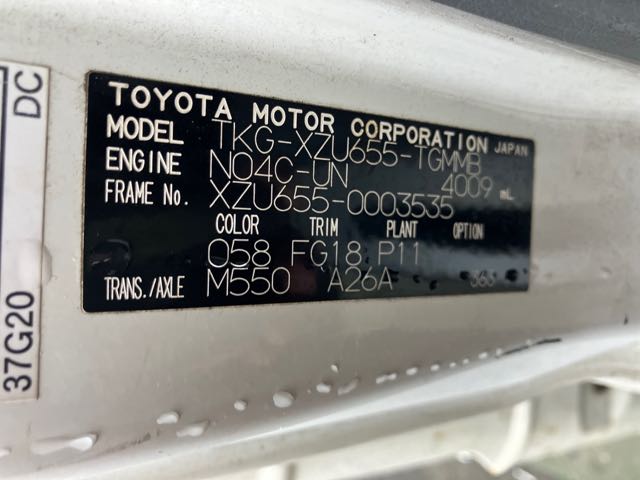 TOYOTA MOTOR CORPORATION JAPAN
MODEL TKG-XZU655-TGMMB
ENGINE N04C-UN 4009 mL
FRAME No. XZU655-0003535
COLOR TRIM PLANT OPTION
058 FG18 P11
TRANS./AXLE M550 A26A 363
DC
37G20